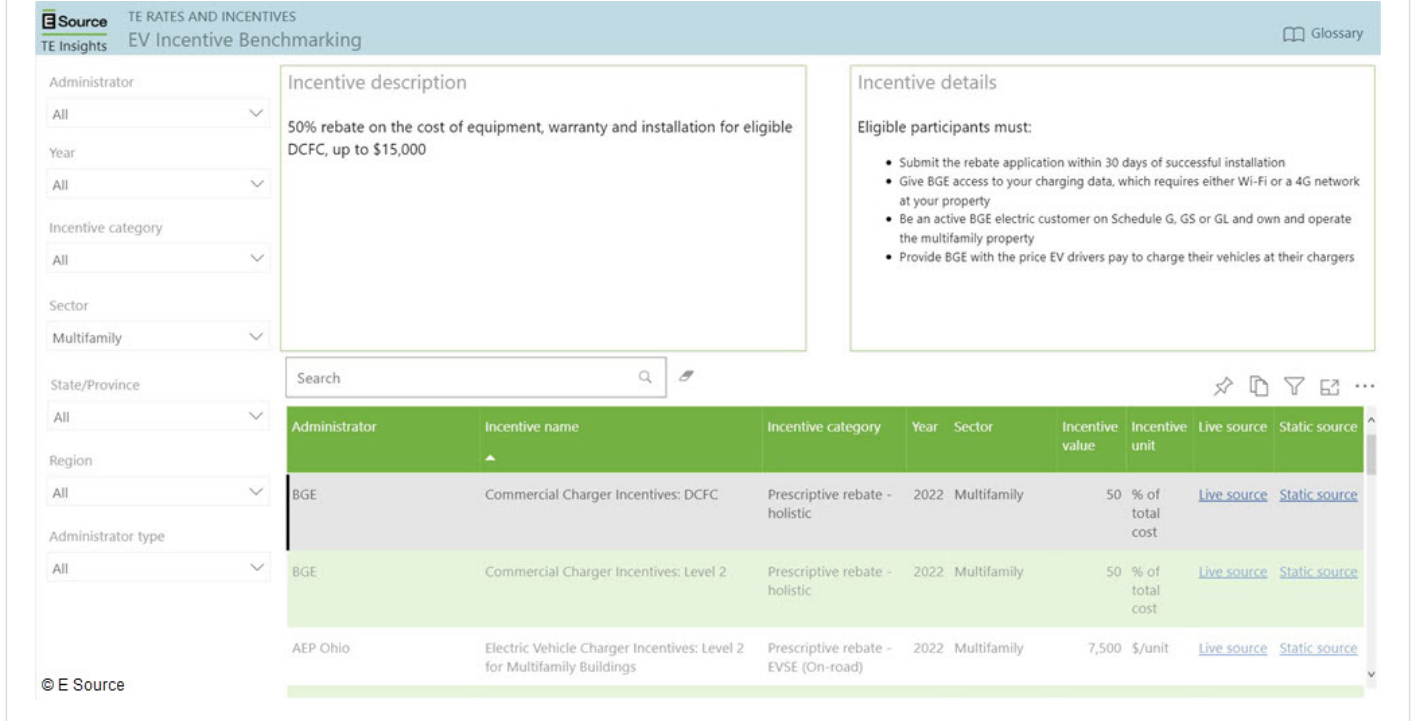 E Source
TE Insights
TE RATES AND INCENTIVES
EV Incentive Benchmarking
Glossary
Administrator
All
Year
All
Incentive category
All
Sector
Multifamily
State/Province
All
Region
All
Administrator type
All
Incentive description
50% rebate on the cost of equipment, warranty and installation for eligible
DCFC, up to $15,000
Incentive details
Eligible participants must:
• Submit the rebate application within 30 days of successful installation
• Give BGE access to your charging data, which requires either Wi-Fi or a 4G network
at your property
• Be an active BGE electric customer on Schedule G, GS or GL and own and operate
the multifamily property
• Provide BGE with the price EV drivers pay to charge their vehicles at their chargers
Search
Administrator Incentive name Incentive category Year Sector Incentive Incentive Live source Static source
value unit
BGE Commercial Charger Incentives: DCFC Prescriptive rebate - 2022 Multifamily 50 % of Live source Static source
holistic total
cost
BGE Commercial Charger Incentives: Level 2 Prescriptive rebate - 2022 Multifamily 50 % of Live source Static source
holistic total
cost
AEP Ohio Electric Vehicle Charger Incentives: Level 2 Prescriptive rebate - 2022 Multifamily 7,500 $/unit Live source Static source
for Multifamily Buildings EVSE (On-road)
© E Source